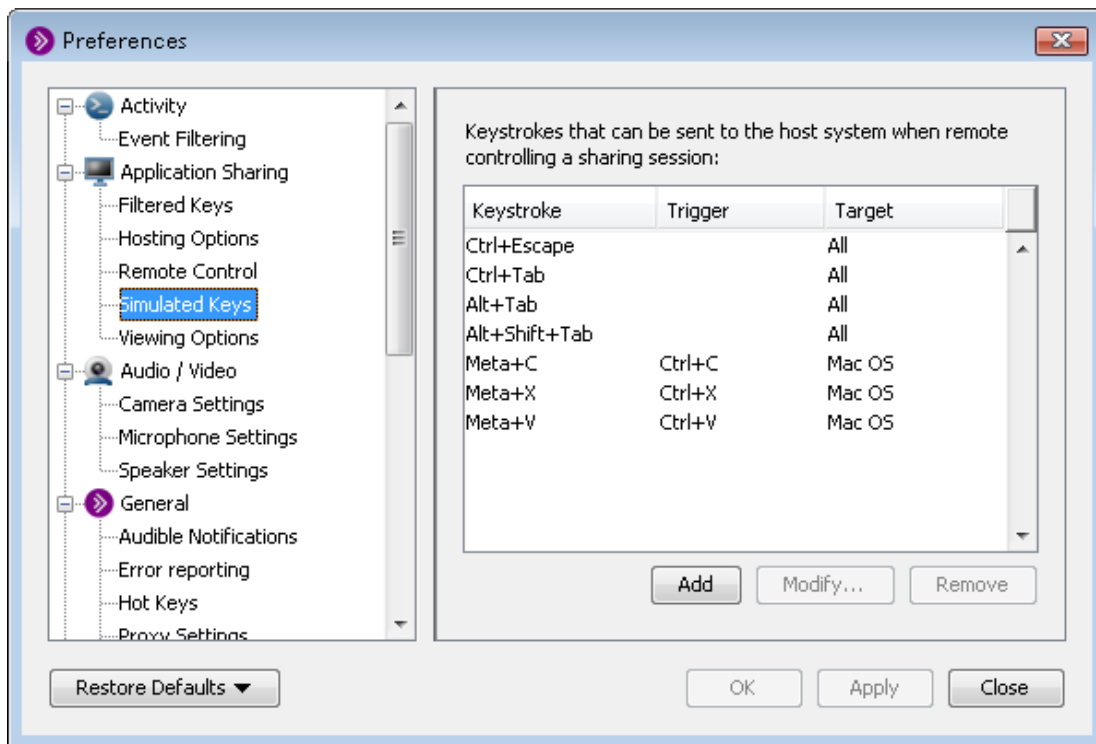 Preferences
Activity
Event Filtering
Application Sharing
Filtered Keys
Hosting Options
Remote Control
Simulated Keys
Viewing Options
Audio / Video
Camera Settings
Microphone Settings
Speaker Settings
General
Audible Notifications
Error reporting
Hot Keys
Proxy Settings
Keystrokes that can be sent to the host system when remote
controlling a sharing session:
Keystroke Trigger Target
Ctrl+Escape All
Ctrl+Tab All
Alt+Tab All
Alt+Shift+Tab All
Meta+C Ctrl+C Mac OS
Meta+X Ctrl+X Mac OS
Meta+V Ctrl+V Mac OS
Add Modify... Remove
Restore Defaults OK Apply Close